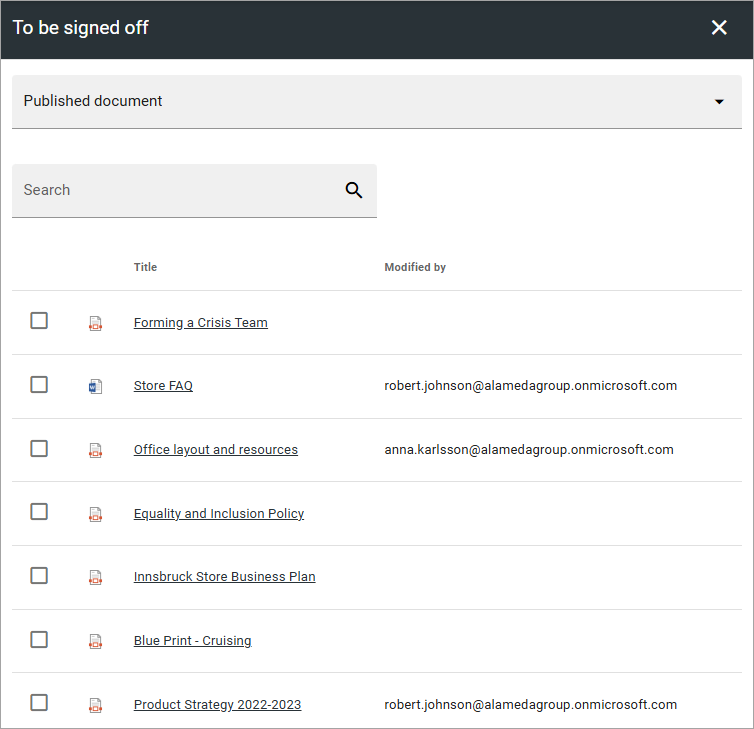 To be signed off
Published document
Search
Title Modified by
Forming a Crisis Team
Store FAQ robert.johnson@alamedagroup.onmicrosoft.com
Office layout and resources anna.karlsson@alamedagroup.onmicrosoft.com
Equality and Inclusion Policy
Innsbruck Store Business Plan
Blue Print - Cruising
Product Strategy 2022-2023 robert.johnson@alamedagroup.onmicrosoft.com